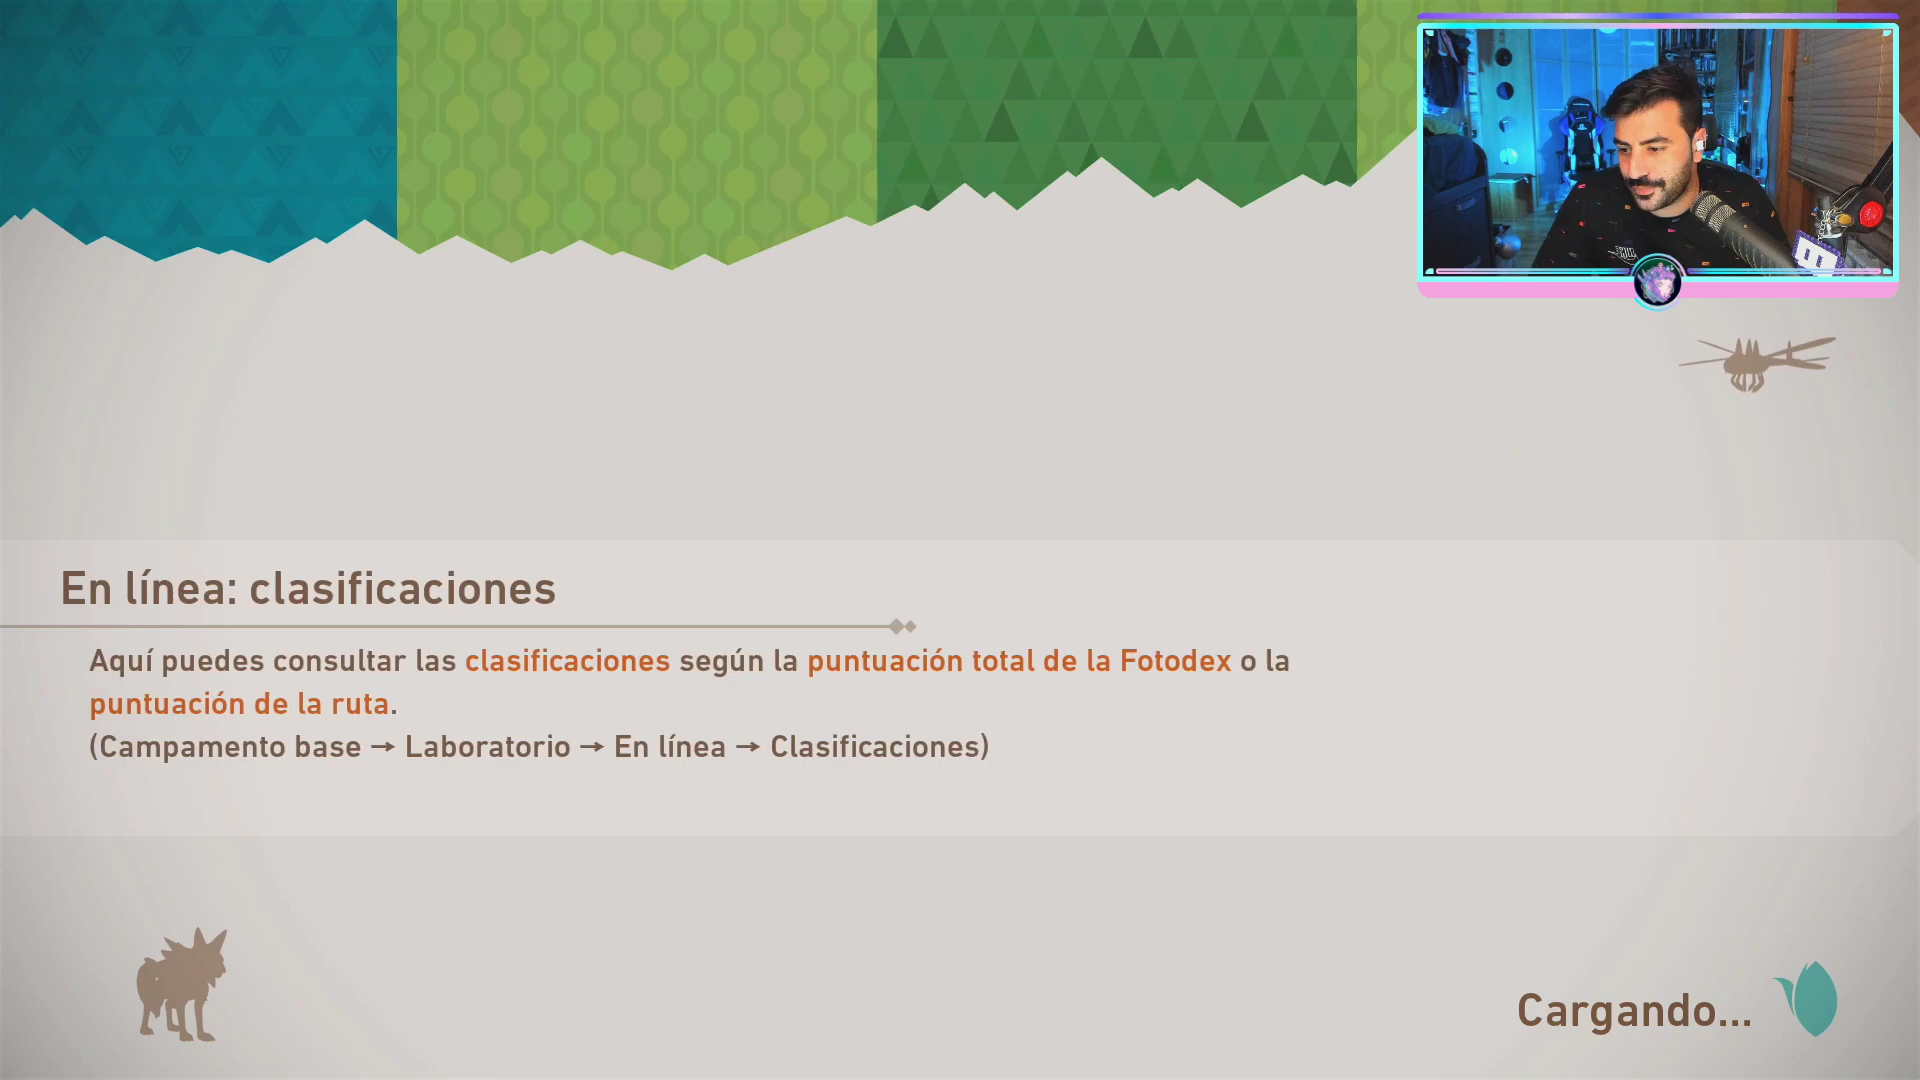 En línea: clasificaciones
Aquí puedes consultar las clasificaciones según la puntuación total de la Fotodex o la
puntuación de la ruta.
(Campamento base → Laboratorio → En línea → Clasificaciones)
Cargando...